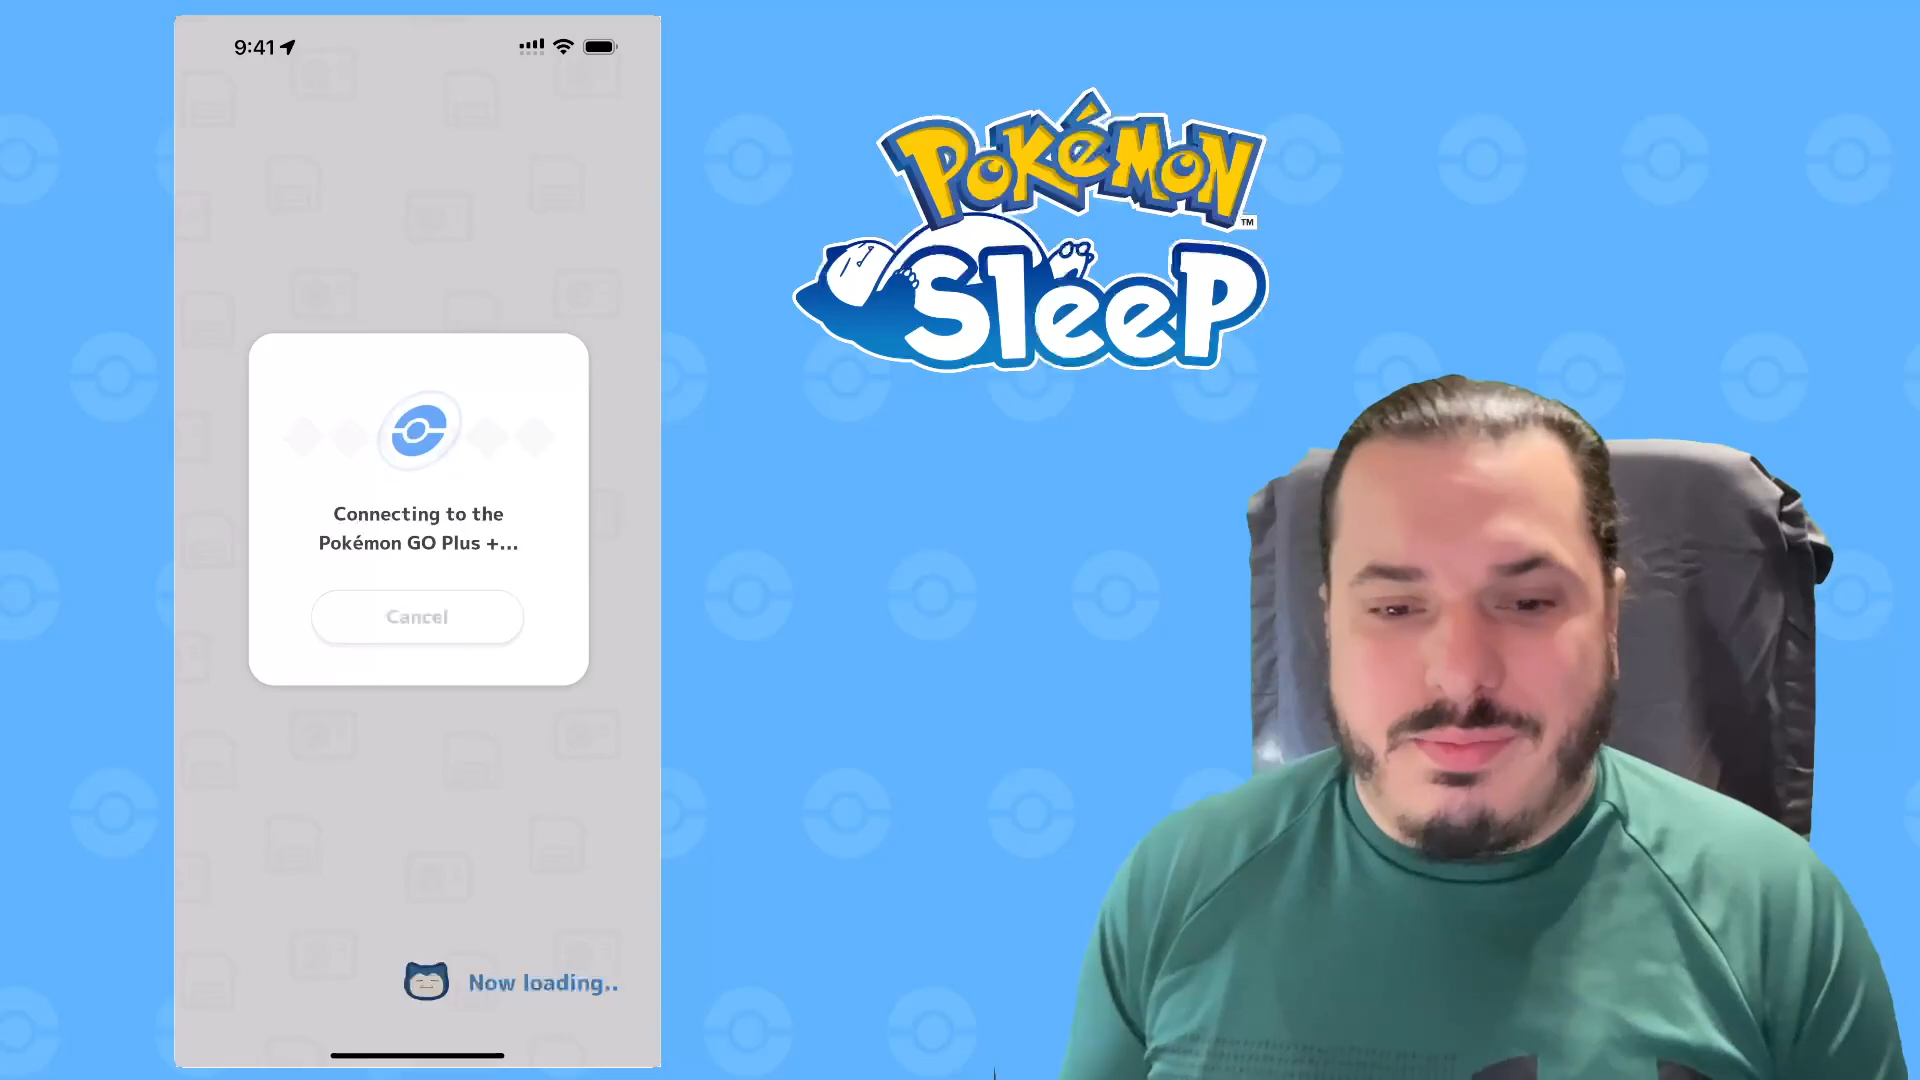 9:41
POKéMON
TM
Sleep
Connecting to the
Pokémon GO Plus +...
Cancel
Now loading..